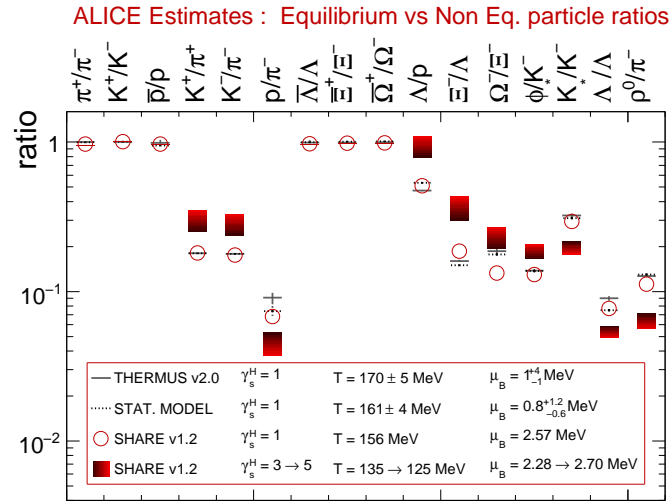 ALICE Estimates : Equilibrium vs Non Eq. particle ratios
π⁺/π⁻ K⁺/K⁻ p̅/p K⁺/π⁺ K⁻/π⁻ p/π⁻ Λ̅/Λ Ξ̅⁺/Ξ⁻ Ω̅⁺/Ω⁻ Λ/p Ξ⁻/Λ Ω⁻/Ξ⁻ ϕ/K⁻ K*/K⁻ Λ*/Λ ρ⁰/π⁻
ratio
1
10⁻¹
10⁻²
THERMUS v2.0 γₛᴴ = 1 T = 170 ± 5 MeV μ_B = 1⁺⁴₋₁ MeV
STAT. MODEL γₛᴴ = 1 T = 161 ± 4 MeV μ_B = 0.8^{+1.2}_{-0.6} MeV
SHARE v1.2 γₛᴴ = 1 T = 156 MeV μ_B = 2.57 MeV
SHARE v1.2 γₛᴴ = 3 → 5 T = 135 → 125 MeV μ_B = 2.28 → 2.70 MeV